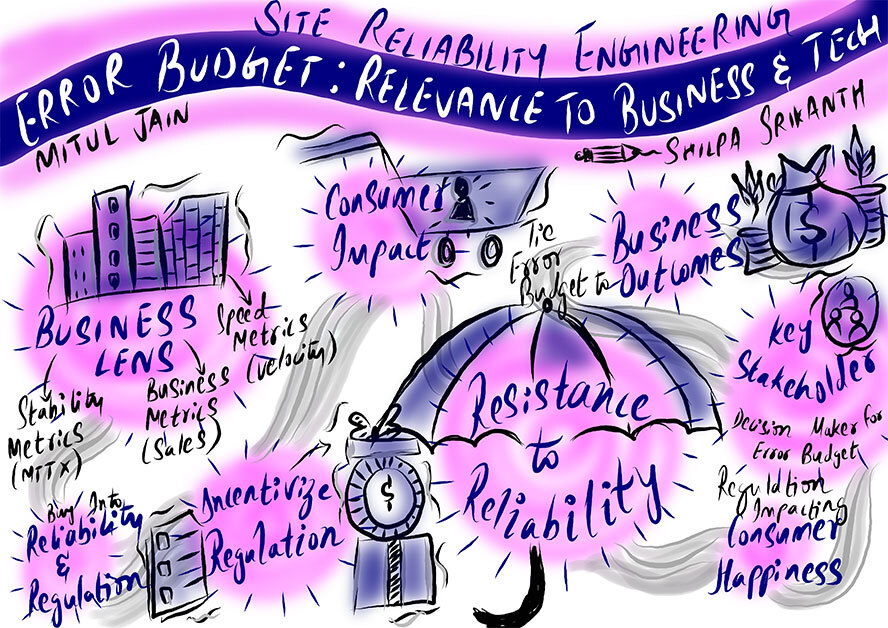 SITE RELIABILITY ENGINEERING
ERROR BUDGET: RELEVANCE TO BUSINESS & TECH
MITUL JAIN
SHILPA SRIKANTH
Consumer
Impact
Tie
Error
Budget to
Business
Outcomes
$
BUSINESS
LENS
Speed
Metrics
(Velocity)
Stability
Metrics
(MTTX)
Business
Metrics
(Sales)
Resistance
to
Reliability
Key
Stakeholder
Decision Maker for
Error Budget
Regulation
Impacting
Consumer
Happiness
Buy Into
Reliability
&
Regulation
Incentivize
Regulation
$